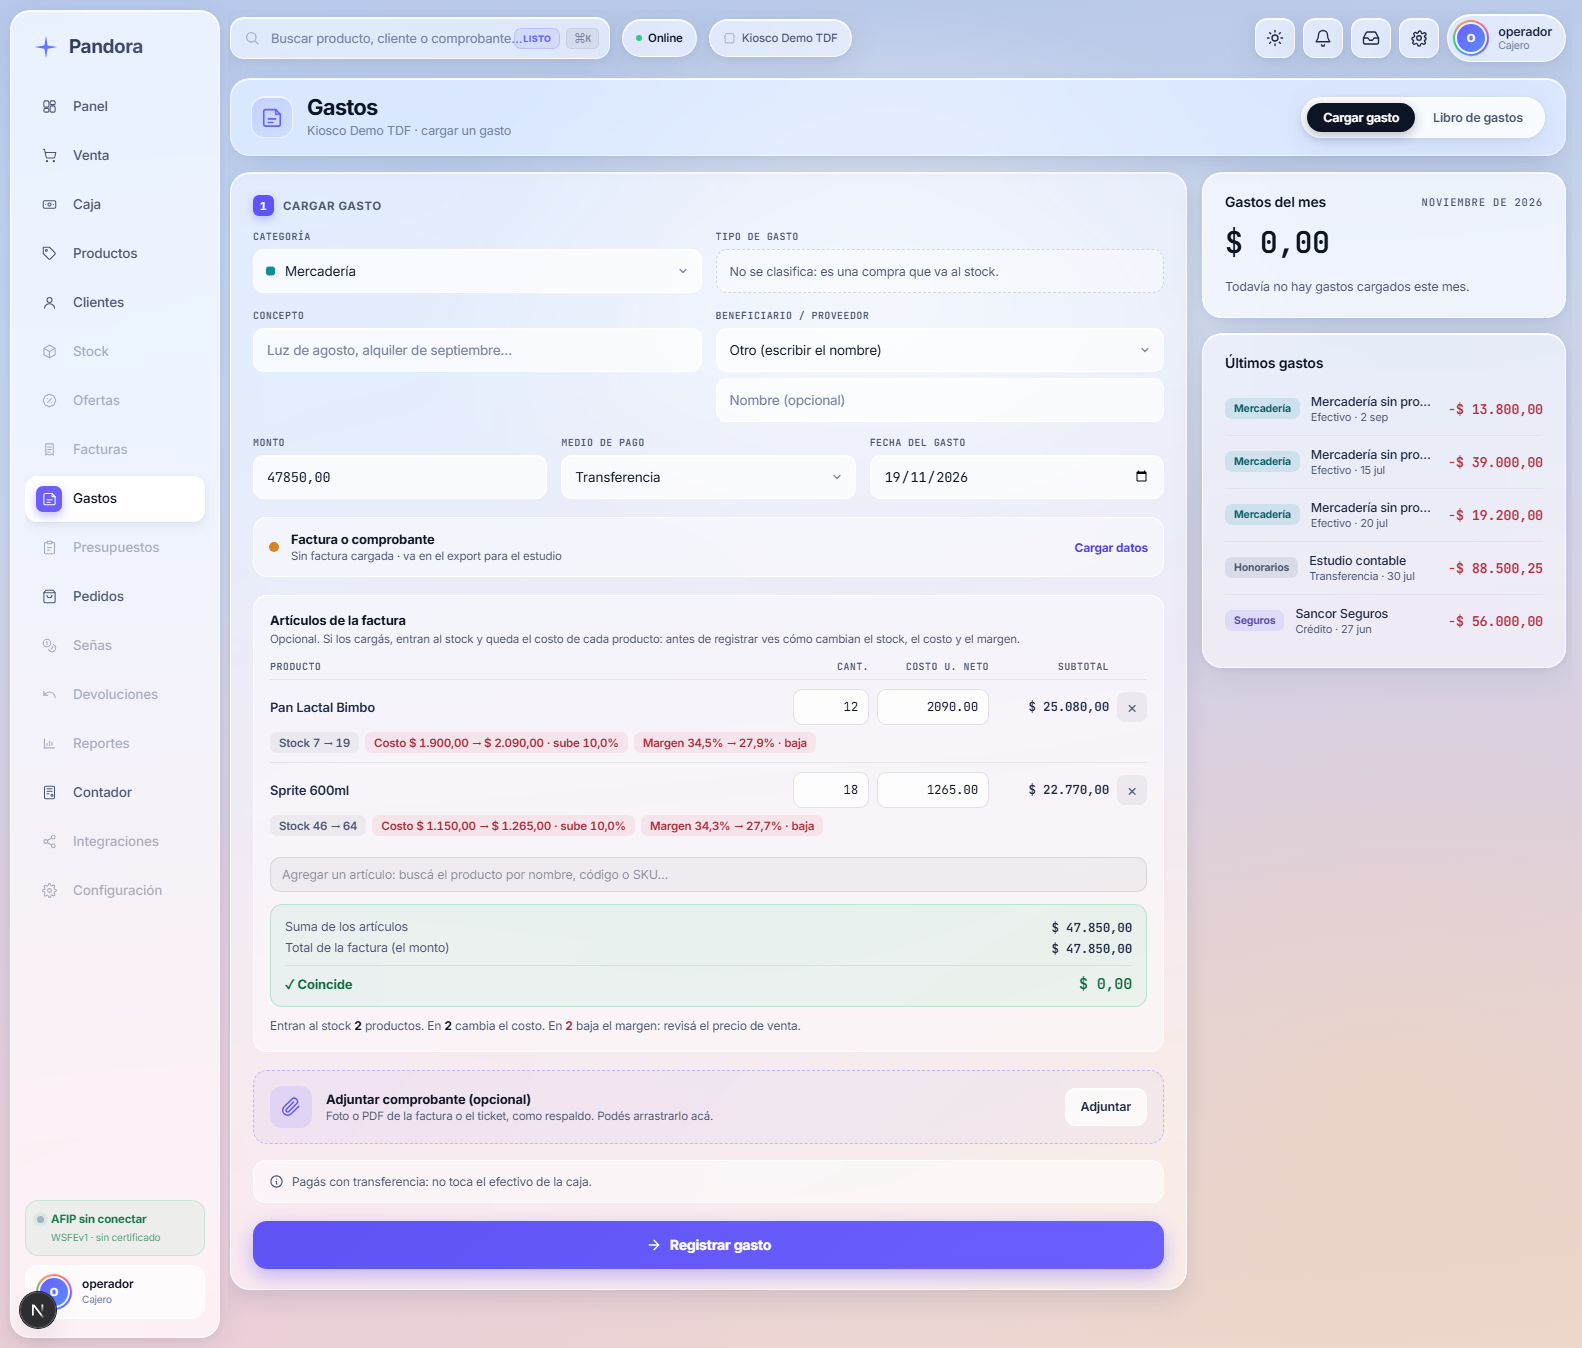 Pandora
Panel
Venta
Caja
Productos
Clientes
Stock
Ofertas
Facturas
Gastos
Presupuestos
Pedidos
Señas
Devoluciones
Reportes
Contador
Integraciones
Configuración
AFIP sin conectar
WSFEv1 · sin certificado
O operador
Cajero
N
Buscar producto, cliente o comprobante... LISTO ⌘K
Online
Kiosco Demo TDF
O operador
Cajero
Gastos
Kiosco Demo TDF · cargar un gasto
Cargar gasto Libro de gastos
1 CARGAR GASTO
CATEGORÍA TIPO DE GASTO
Mercadería No se clasifica: es una compra que va al stock.
CONCEPTO BENEFICIARIO / PROVEEDOR
Luz de agosto, alquiler de septiembre... Otro (escribir el nombre)
Nombre (opcional)
MONTO MEDIO DE PAGO FECHA DEL GASTO
47850,00 Transferencia 19/11/2026
Factura o comprobante
Sin factura cargada · va en el export para el estudio
Cargar datos
Artículos de la factura
Opcional. Si los cargás, entran al stock y queda el costo de cada producto: antes de registrar ves cómo cambian el stock, el costo y el margen.
PRODUCTO CANT. COSTO U. NETO SUBTOTAL
Pan Lactal Bimbo 12 2090.00 $ 25.080,00 ×
Stock 7 → 19 Costo $ 1.900,00 → $ 2.090,00 · sube 10,0% Margen 34,5% → 27,9% · baja
Sprite 600ml 18 1265.00 $ 22.770,00 ×
Stock 46 → 64 Costo $ 1.150,00 → $ 1.265,00 · sube 10,0% Margen 34,3% → 27,7% · baja
Agregar un artículo: buscá el producto por nombre, código o SKU...
Suma de los artículos $ 47.850,00
Total de la factura (el monto) $ 47.850,00
✓ Coincide $ 0,00
Entran al stock 2 productos. En 2 cambia el costo. En 2 baja el margen: revisá el precio de venta.
Adjuntar comprobante (opcional)
Foto o PDF de la factura o el ticket, como respaldo. Podés arrastrarlo acá.
Adjuntar
Pagás con transferencia: no toca el efectivo de la caja.
→ Registrar gasto
Gastos del mes NOVIEMBRE DE 2026
$ 0,00
Todavía no hay gastos cargados este mes.
Últimos gastos
Mercadería Mercadería sin pro... -$ 13.800,00
Efectivo · 2 sep
Mercadería Mercadería sin pro... -$ 39.000,00
Efectivo · 15 jul
Mercadería Mercadería sin pro... -$ 19.200,00
Efectivo · 20 jul
Honorarios Estudio contable -$ 88.500,25
Transferencia · 30 jul
Seguros Sancor Seguros -$ 56.000,00
Crédito · 27 jun